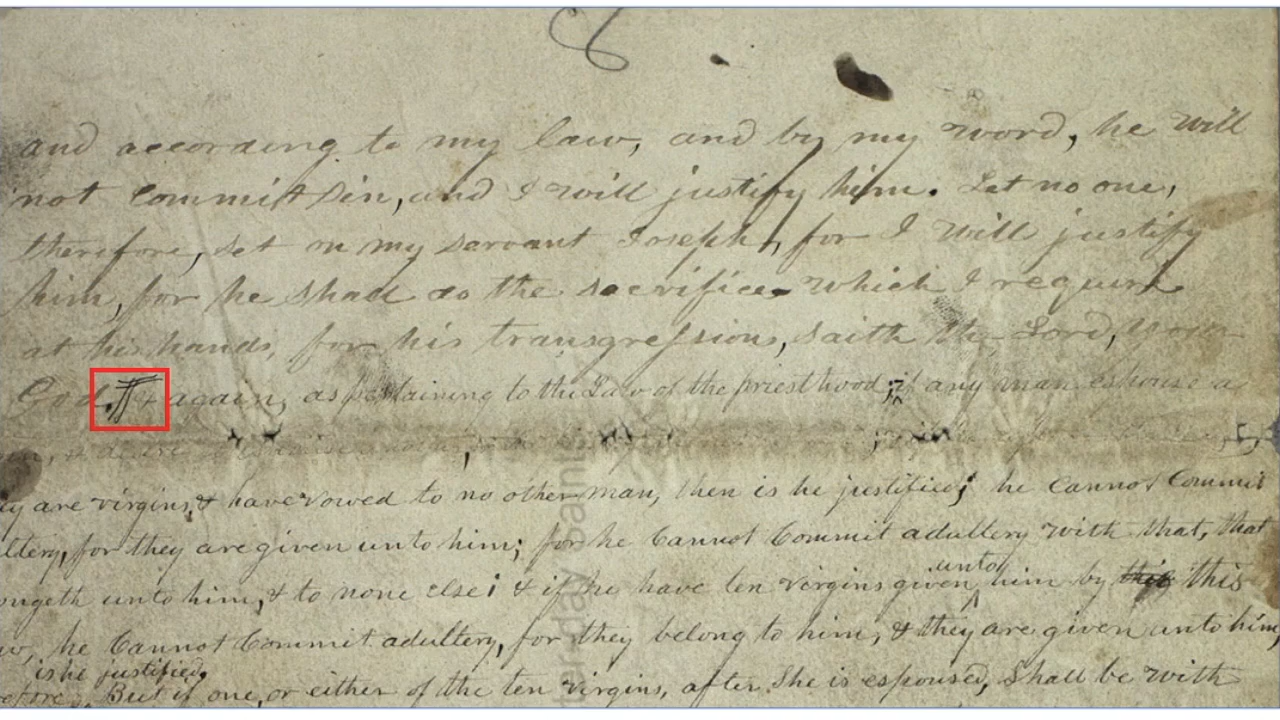 and according to my law, and by my word, he will
not commit sin, and I will justify him. Let no one,
therefore, set on my servant Joseph, for I will justify
him, for he shall do the sacrifice which I require
at his hands, for his transgressions, saith the Lord, your
God. ¶ & again, as pertaining to the Law of the priesthood; if any man espouse a
ey are virgins, & have vowed to no other man, then is he justified; he cannot Commit
ltery, for they are given unto him; for he Cannot Commit adultery with that, that
ongeth unto him, & to none else; & if he have ten virgins given unto him by this
w, he Cannot Commit adultery, for they belong to him, & they are given unto him,
is he justified.
efore, But if one, or either of the ten virgins, after She is espoused, Shall be with